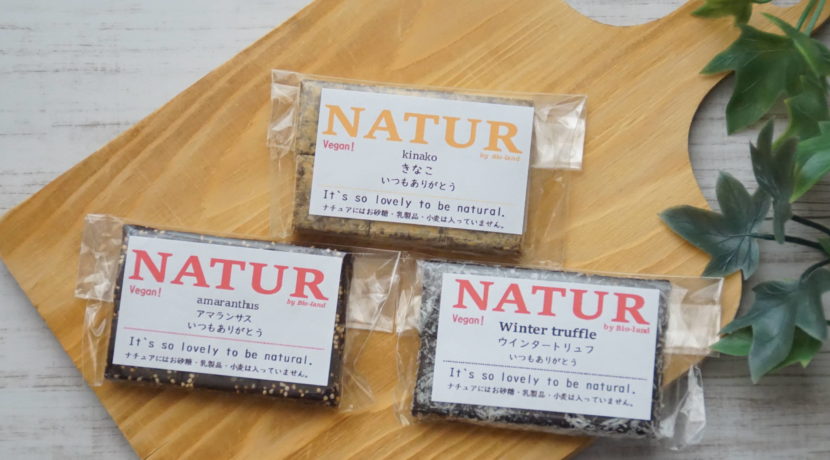 NATUR
Vegan!
by Bio-land
kinako
きなこ
いつもありがとう
It's so lovely to be natural.
ナチュアにはお砂糖・乳製品・小麦は入っていません。
NATUR
Vegan!
by Bio-land
amaranthus
アマランサス
いつもありがとう
It's so lovely to be natural.
ナチュアにはお砂糖・乳製品・小麦は入っていません。
NATUR
Vegan!
by Bio-land
Winter truffle
ウインタートリュフ
いつもありがとう
It's so lovely to be natural.
ナチュアにはお砂糖・乳製品・小麦は入っていません。